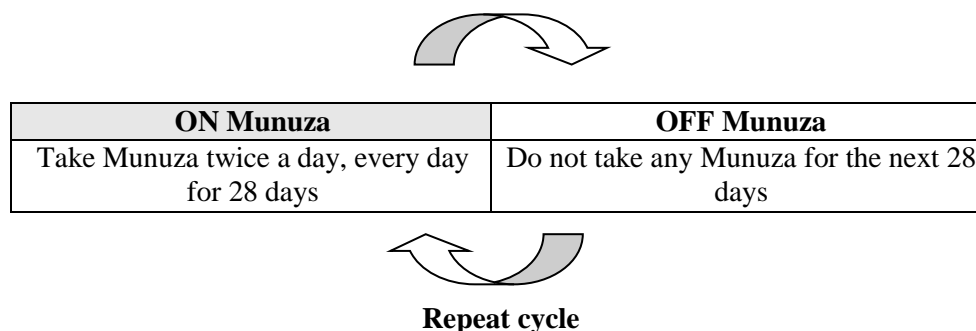 ON Munuza
OFF Munuza
Take Munuza twice a day, every day
for 28 days
Do not take any Munuza for the next 28
days
Repeat cycle